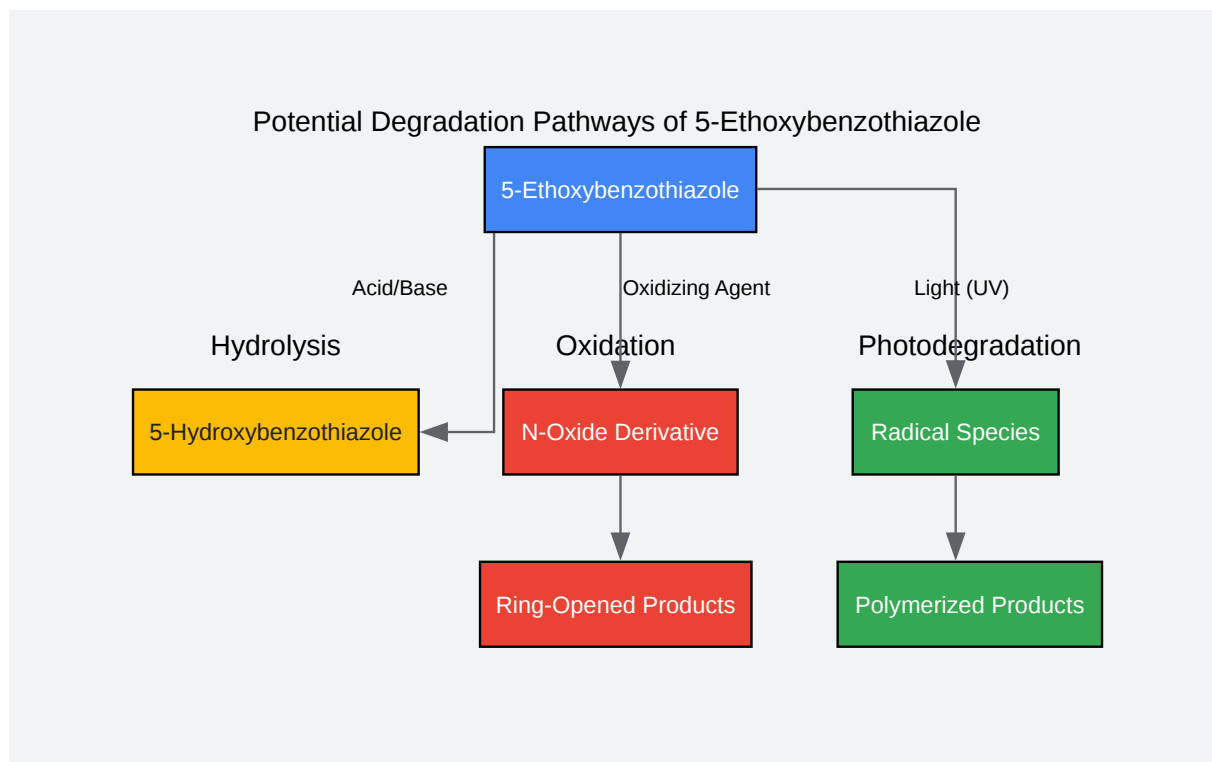 Potential Degradation Pathways of 5-Ethoxybenzothiazole
5-Ethoxybenzothiazole
Acid/Base
Oxidizing Agent
Light (UV)
Hydrolysis
Oxidation
Photodegradation
5-Hydroxybenzothiazole
N-Oxide Derivative
Radical Species
Ring-Opened Products
Polymerized Products